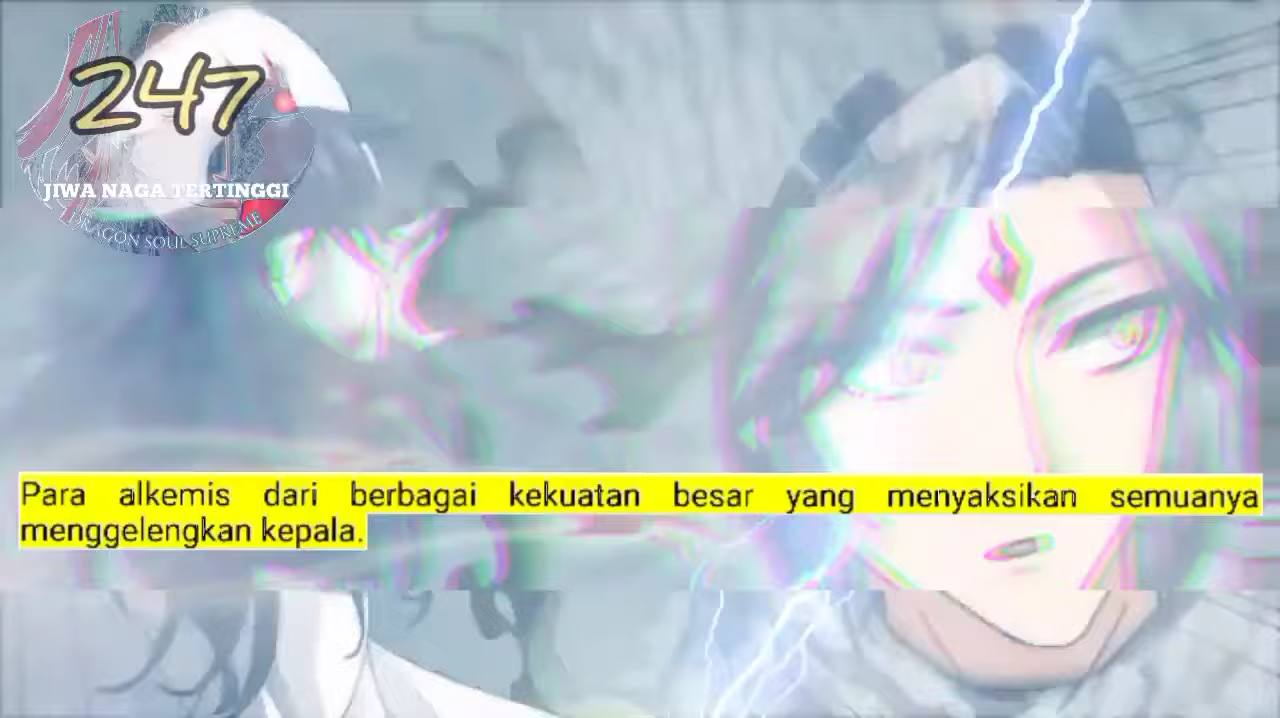 247
JIWA NAGA TERTINGGI
DRAGON SOUL SUPREME
Para alkemis dari berbagai kekuatan besar yang menyaksikan semuanya
menggelengkan kepala.